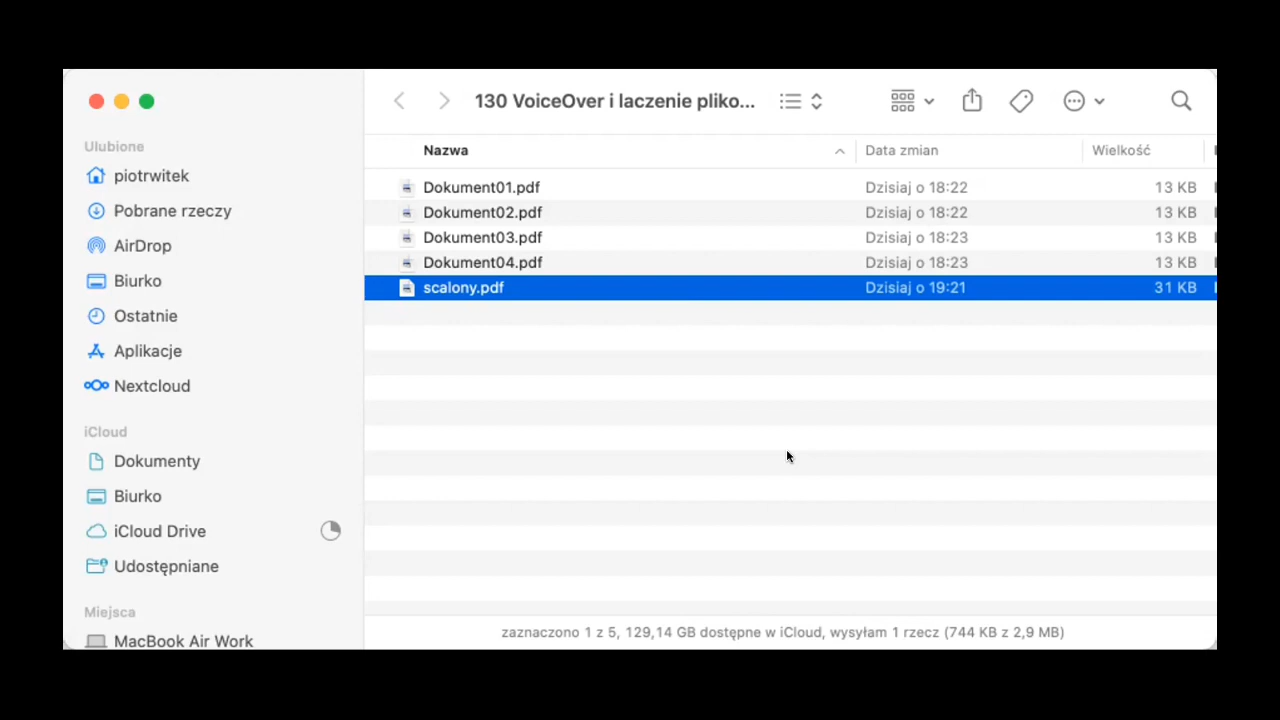 130 VoiceOver i laczenie pliko...
Ulubione
piotrwitek
Pobrane rzeczy
AirDrop
Biurko
Ostatnie
Aplikacje
Nextcloud
iCloud
Dokumenty
Biurko
iCloud Drive
Udostępniane
Miejsca
MacBook Air Work
Nazwa Data zmian Wielkość
Dokument01.pdf Dzisiaj o 18:22 13 KB
Dokument02.pdf Dzisiaj o 18:22 13 KB
Dokument03.pdf Dzisiaj o 18:23 13 KB
Dokument04.pdf Dzisiaj o 18:23 13 KB
scalony.pdf Dzisiaj o 19:21 31 KB
zaznaczono 1 z 5, 129,14 GB dostępne w iCloud, wysyłam 1 rzecz (744 KB z 2,9 MB)